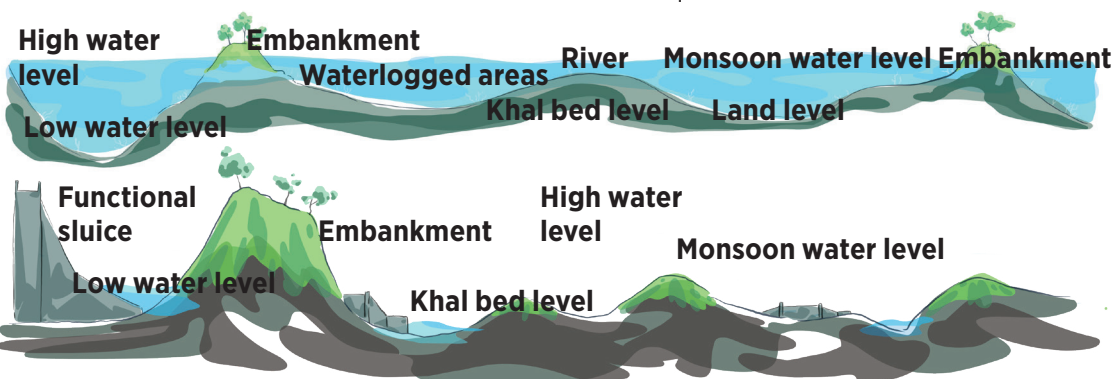 High water
level
Embankment
Waterlogged areas
River
Monsoon water level
Embankment
Khal bed level
Land level
Low water level
Functional
sluice
Embankment
High water
level
Monsoon water level
Low water level
Khal bed level